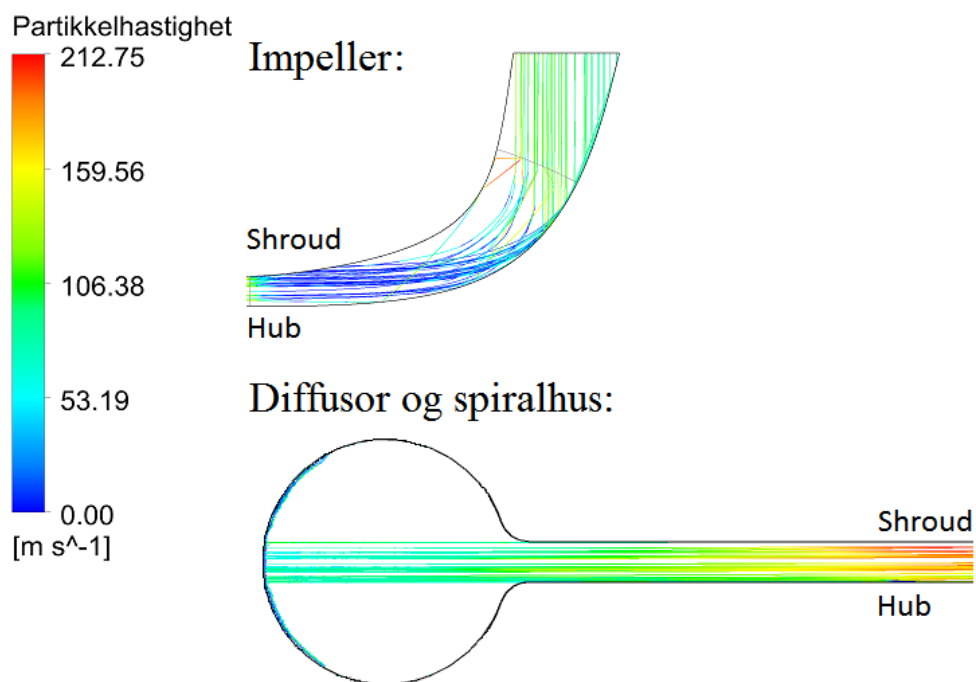 Partikkelhastighet
212.75
159.56
106.38
53.19
0.00
[m s^-1]
Impeller:
Shroud
Hub
Diffusor og spiralhus:
Shroud
Hub